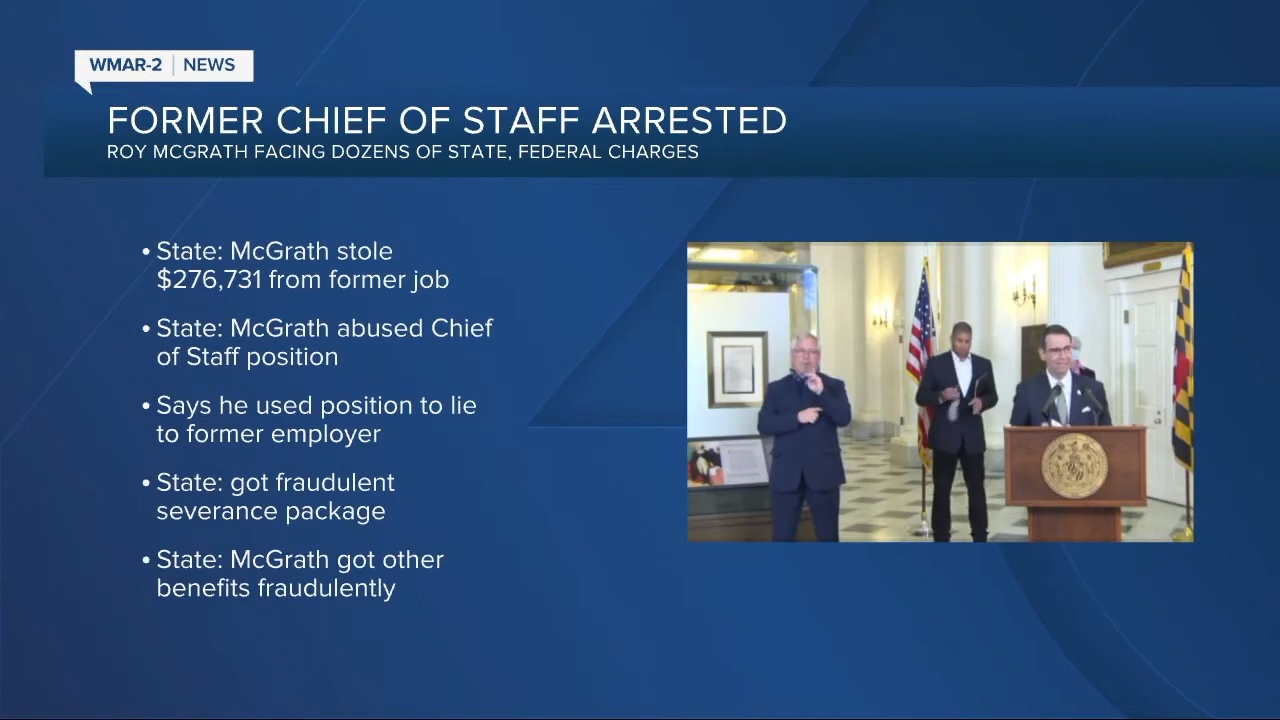 WMAR-2 | NEWS
FORMER CHIEF OF STAFF ARRESTED
ROY MCGRATH FACING DOZENS OF STATE, FEDERAL CHARGES
• State: McGrath stole
$276,731 from former job
• State: McGrath abused Chief
of Staff position
• Says he used position to lie
to former employer
• State: got fraudulent
severance package
• State: McGrath got other
benefits fraudulently